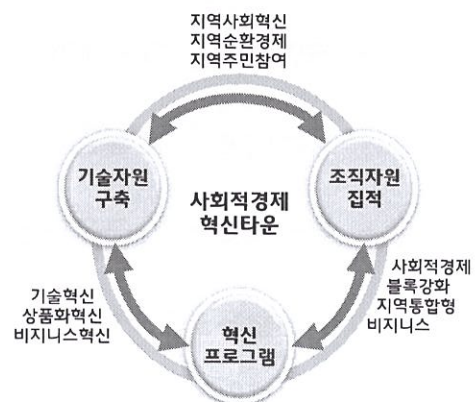 지역사회혁신
지역순환경제
지역주민참여
기술자원
구축
사회적경제
혁신타운
조직자원
집적
기술혁신
상품화혁신
비지니스혁신
혁신
프로그램
사회적경제
블록강화
지역통합형
비지니스